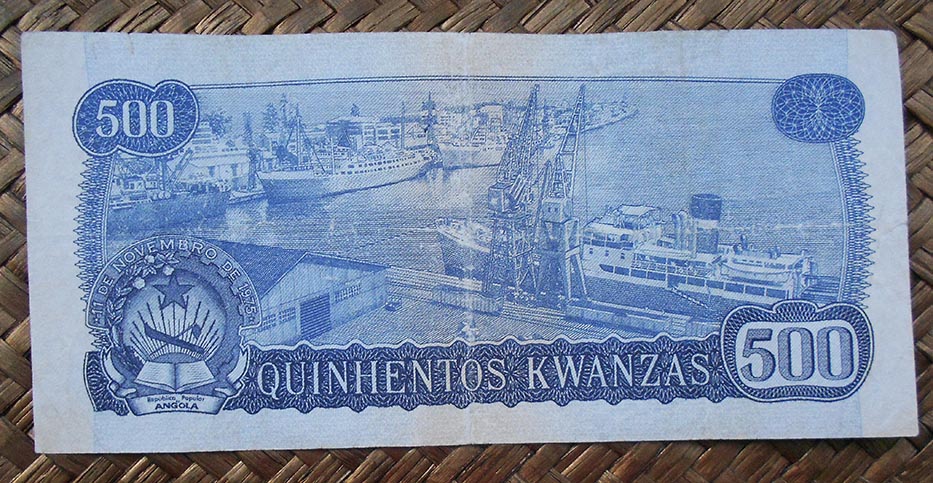 500
11 DE NOVEMBRO DE 1975
República Popular
ANGOLA
QUINHENTOS KWANZAS
500